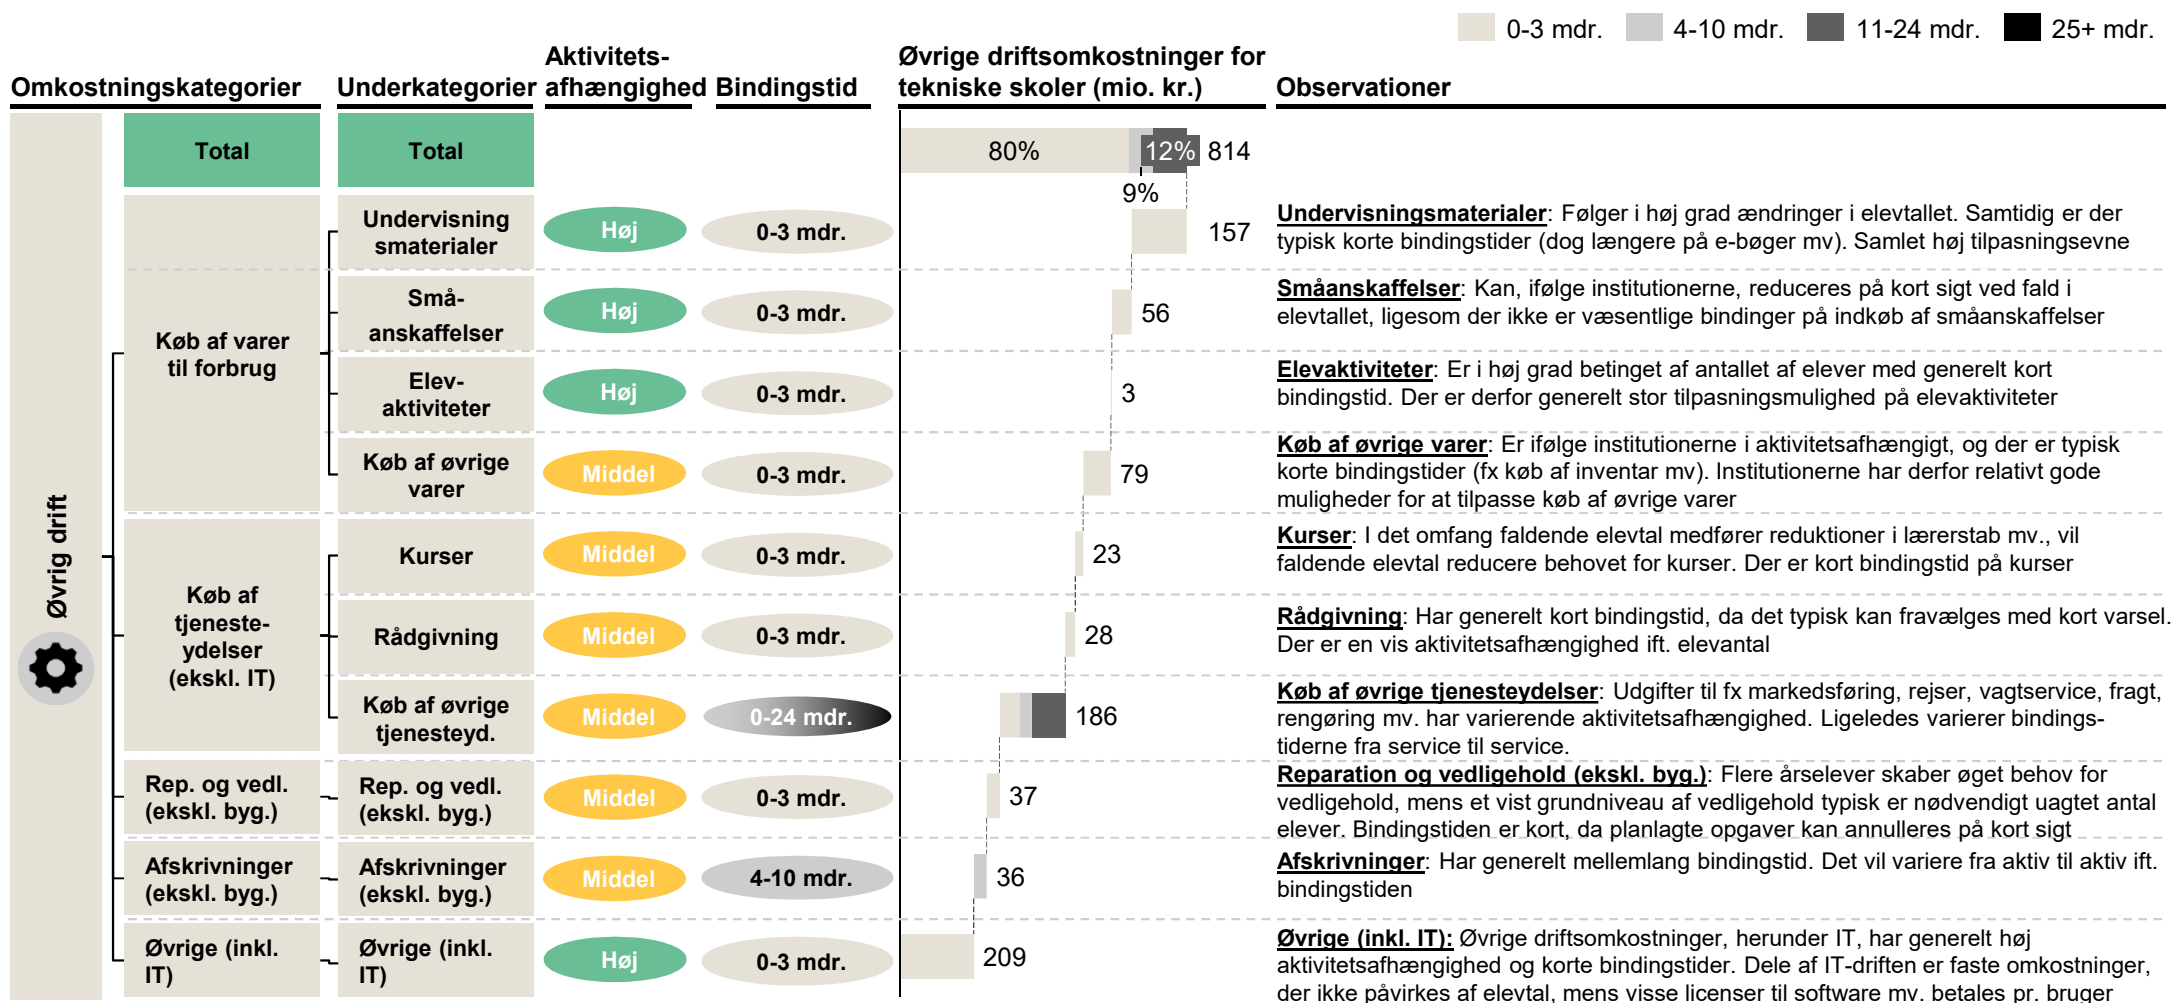 0-3 mdr.
4-10 mdr.
11-24 mdr.
25+ mdr.
Omkostningskategorier
Underkategorier
Aktivitets-
afhængighed
Bindingstid
Øvrige driftsomkostninger for
tekniske skoler (mio. kr.)
Observationer
Øvrig drift
Total
Total
80%
12%
814
9%
Køb af varer
til forbrug
Undervisning
smaterialer
Høj
0-3 mdr.
157
Undervisningsmaterialer: Følger i høj grad ændringer i elevtallet. Samtidig er der
typisk korte bindingstider (dog længere på e-bøger mv). Samlet høj tilpasningsevne
Små-
anskaffelser
Høj
0-3 mdr.
56
Småanskaffelser: Kan, ifølge institutionerne, reduceres på kort sigt ved fald i
elevtallet, ligesom der ikke er væsentlige bindinger på indkøb af småanskaffelser
Elev-
aktiviteter
Høj
0-3 mdr.
3
Elevaktiviteter: Er i høj grad betinget af antallet af elever med generelt kort
bindingstid. Der er derfor generelt stor tilpasningsmulighed på elevaktiviteter
Køb af øvrige
varer
Middel
0-3 mdr.
79
Køb af øvrige varer: Er ifølge institutionerne i aktivitetsafhængigt, og der er typisk
korte bindingstider (fx køb af inventar mv). Institutionerne har derfor relativt gode
muligheder for at tilpasse køb af øvrige varer
Køb af
tjeneste-
ydelser
(ekskl. IT)
Kurser
Middel
0-3 mdr.
23
Kurser: I det omfang faldende elevtal medfører reduktioner i lærerstab mv., vil
faldende elevtal reducere behovet for kurser. Der er kort bindingstid på kurser
Rådgivning
Middel
0-3 mdr.
28
Rådgivning: Har generelt kort bindingstid, da det typisk kan fravælges med kort varsel.
Der er en vis aktivitetsafhængighed ift. elevantal
Køb af øvrige
tjenesteyd.
Middel
0-24 mdr.
186
Køb af øvrige tjenesteydelser: Udgifter til fx markedsføring, rejser, vagtservice, fragt,
rengøring mv. har varierende aktivitetsafhængighed. Ligeledes varierer bindings-
tiderne fra service til service.
Rep. og vedl.
(ekskl. byg.)
Rep. og vedl.
(ekskl. byg.)
Middel
0-3 mdr.
37
Reparation og vedligehold (ekskl. byg.): Flere årselever skaber øget behov for
vedligehold, mens et vist grundniveau af vedligehold typisk er nødvendigt uagtet antal
elever. Bindingstiden er kort, da planlagte opgaver kan annulleres på kort sigt
Afskrivninger
(ekskl. byg.)
Afskrivninger
(ekskl. byg.)
Middel
4-10 mdr.
36
Afskrivninger: Har generelt mellemlang bindingstid. Det vil variere fra aktiv til aktiv ift.
bindingstiden
Øvrige (inkl.
IT)
Øvrige (inkl.
IT)
Høj
0-3 mdr.
209
Øvrige (inkl. IT): Øvrige driftsomkostninger, herunder IT, har generelt høj
aktivitetsafhængighed og korte bindingstider. Dele af IT-driften er faste omkostninger,
der ikke påvirkes af elevtal, mens visse licenser til software mv. betales pr. bruger